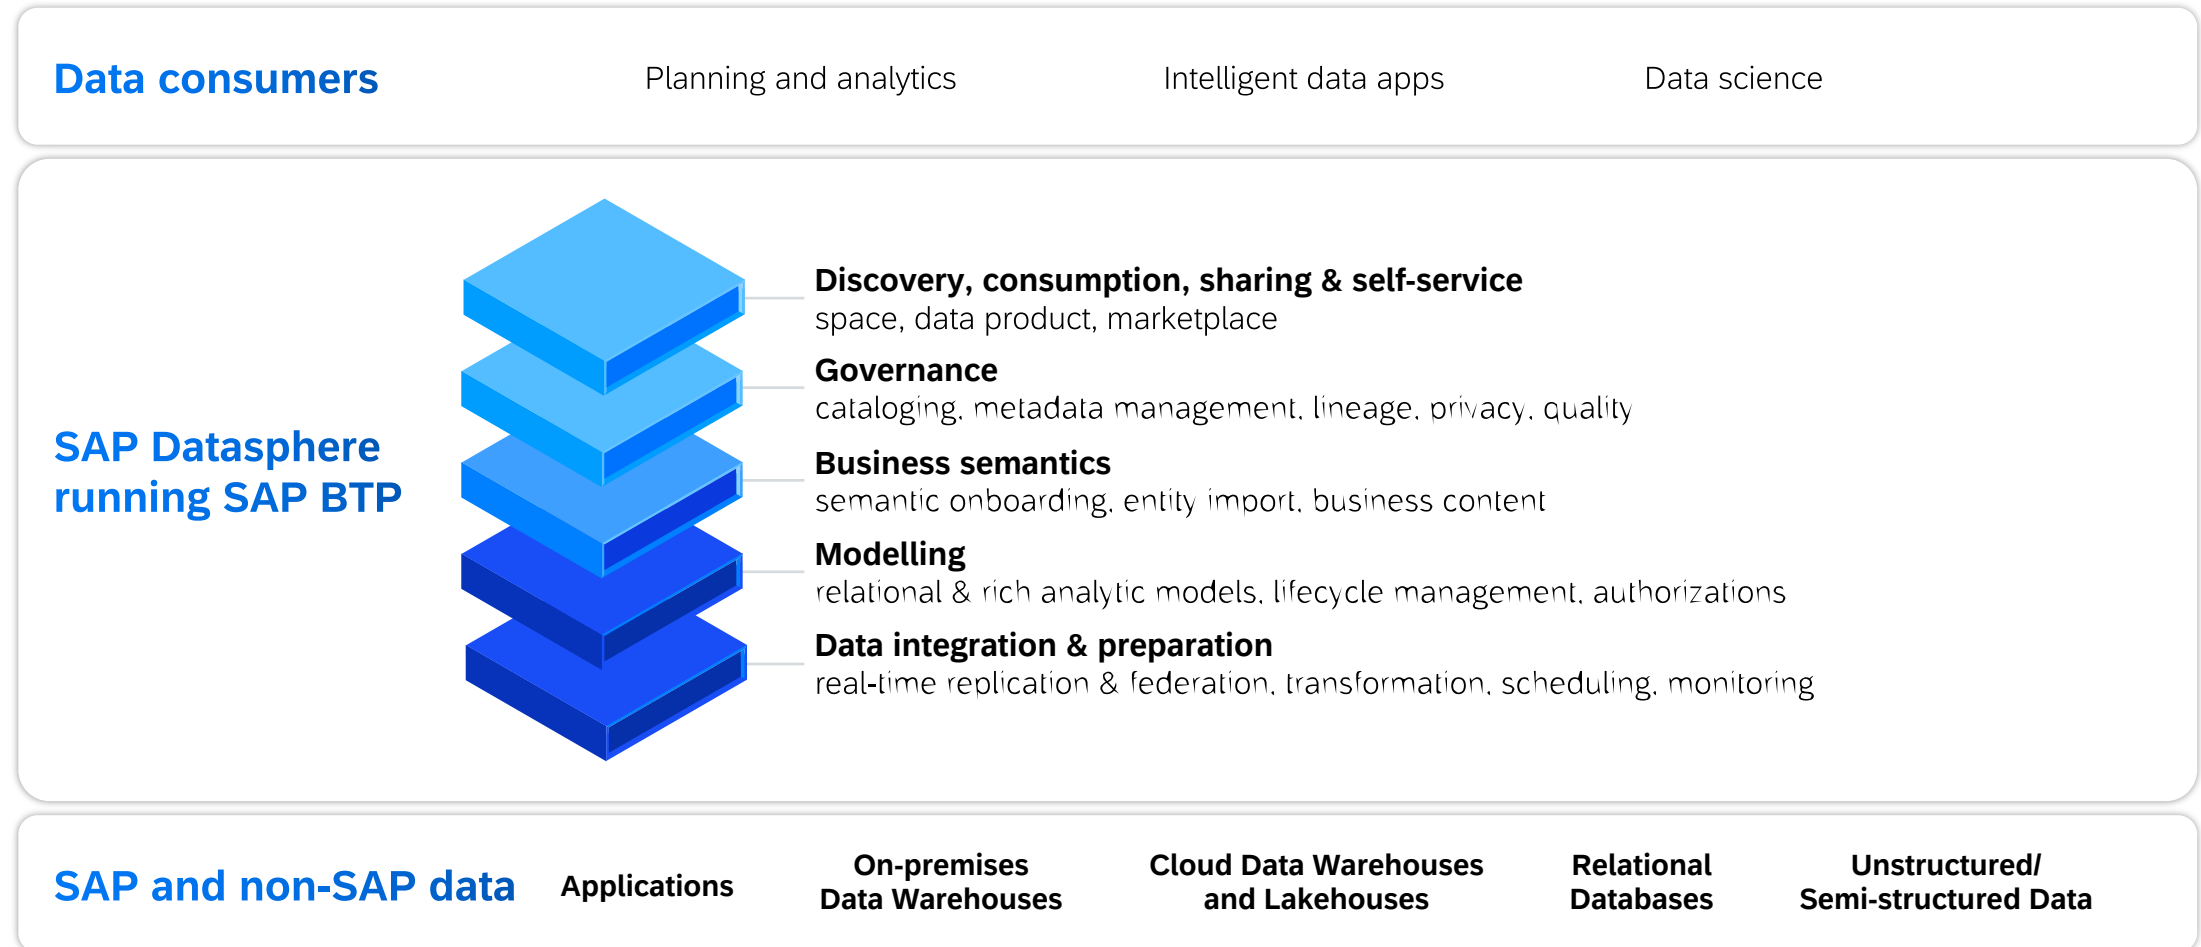 Data consumers
Planning and analytics
Intelligent data apps
Data science
SAP Datasphere
running SAP BTP
Discovery, consumption, sharing & self-service
space, data product, marketplace
Governance
cataloging, metadata management, lineage, privacy, quality
Business semantics
semantic onboarding, entity import, business content
Modelling
relational & rich analytic models, lifecycle management, authorizations
Data integration & preparation
real-time replication & federation, transformation, scheduling, monitoring
SAP and non-SAP data
Applications
On-premises
Data Warehouses
Cloud Data Warehouses
and Lakehouses
Relational
Databases
Unstructured/
Semi-structured Data